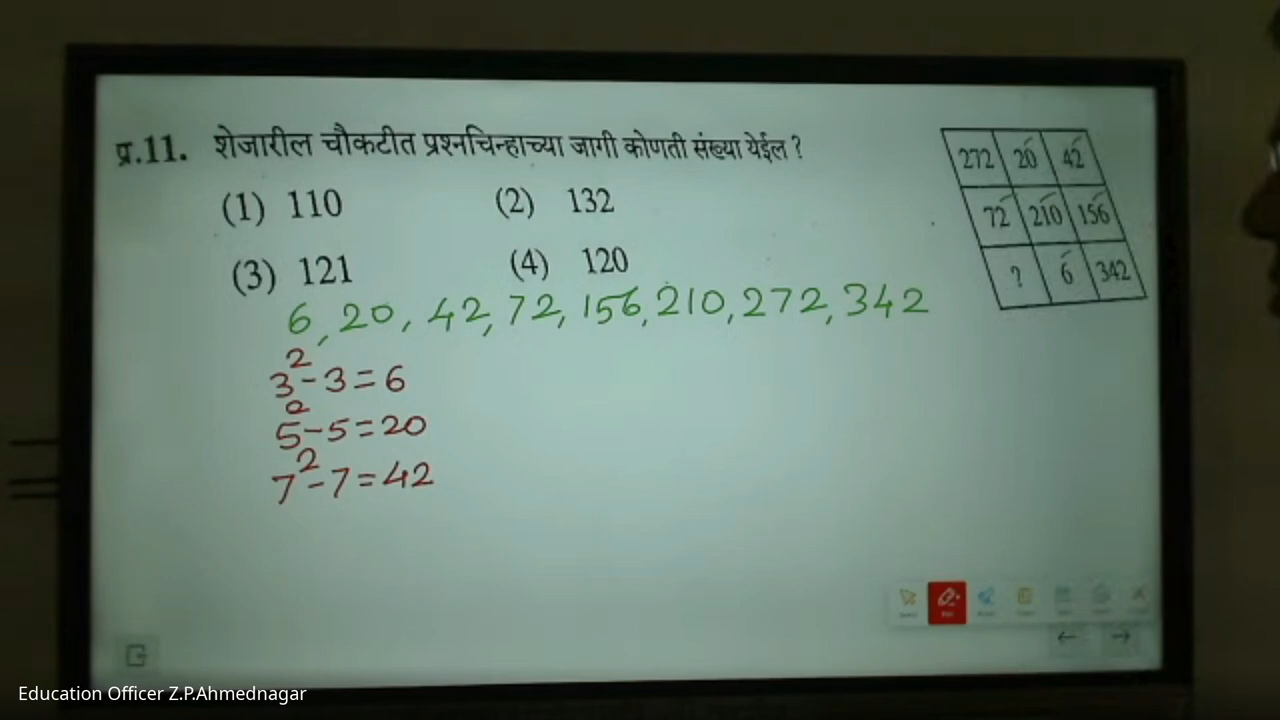 प्र.11. शेजारील चौकटीत प्रश्नचिन्हाच्या जागी कोणती संख्या येईल ?
(1) 110 (2) 132
(3) 121 (4) 120
272 20 42
72 210 156
? 6 342
6, 20, 42, 72, 156, 210, 272, 342
3²-3=6
5²-5=20
7²-7=42
Education Officer Z.P.Ahmednagar